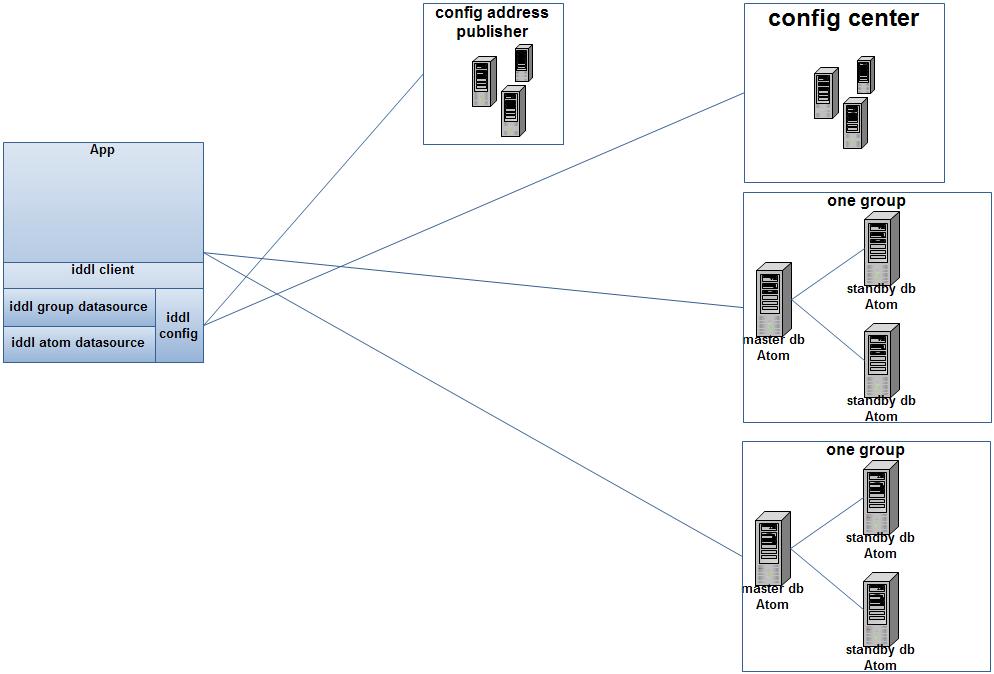 config address
publisher
config center
App
iddl client
iddl group datasource
iddl atom datasource
iddl
config
one group
master db
Atom
standby db
Atom
standby db
Atom
one group
master db
Atom
standby db
Atom
standby db
Atom